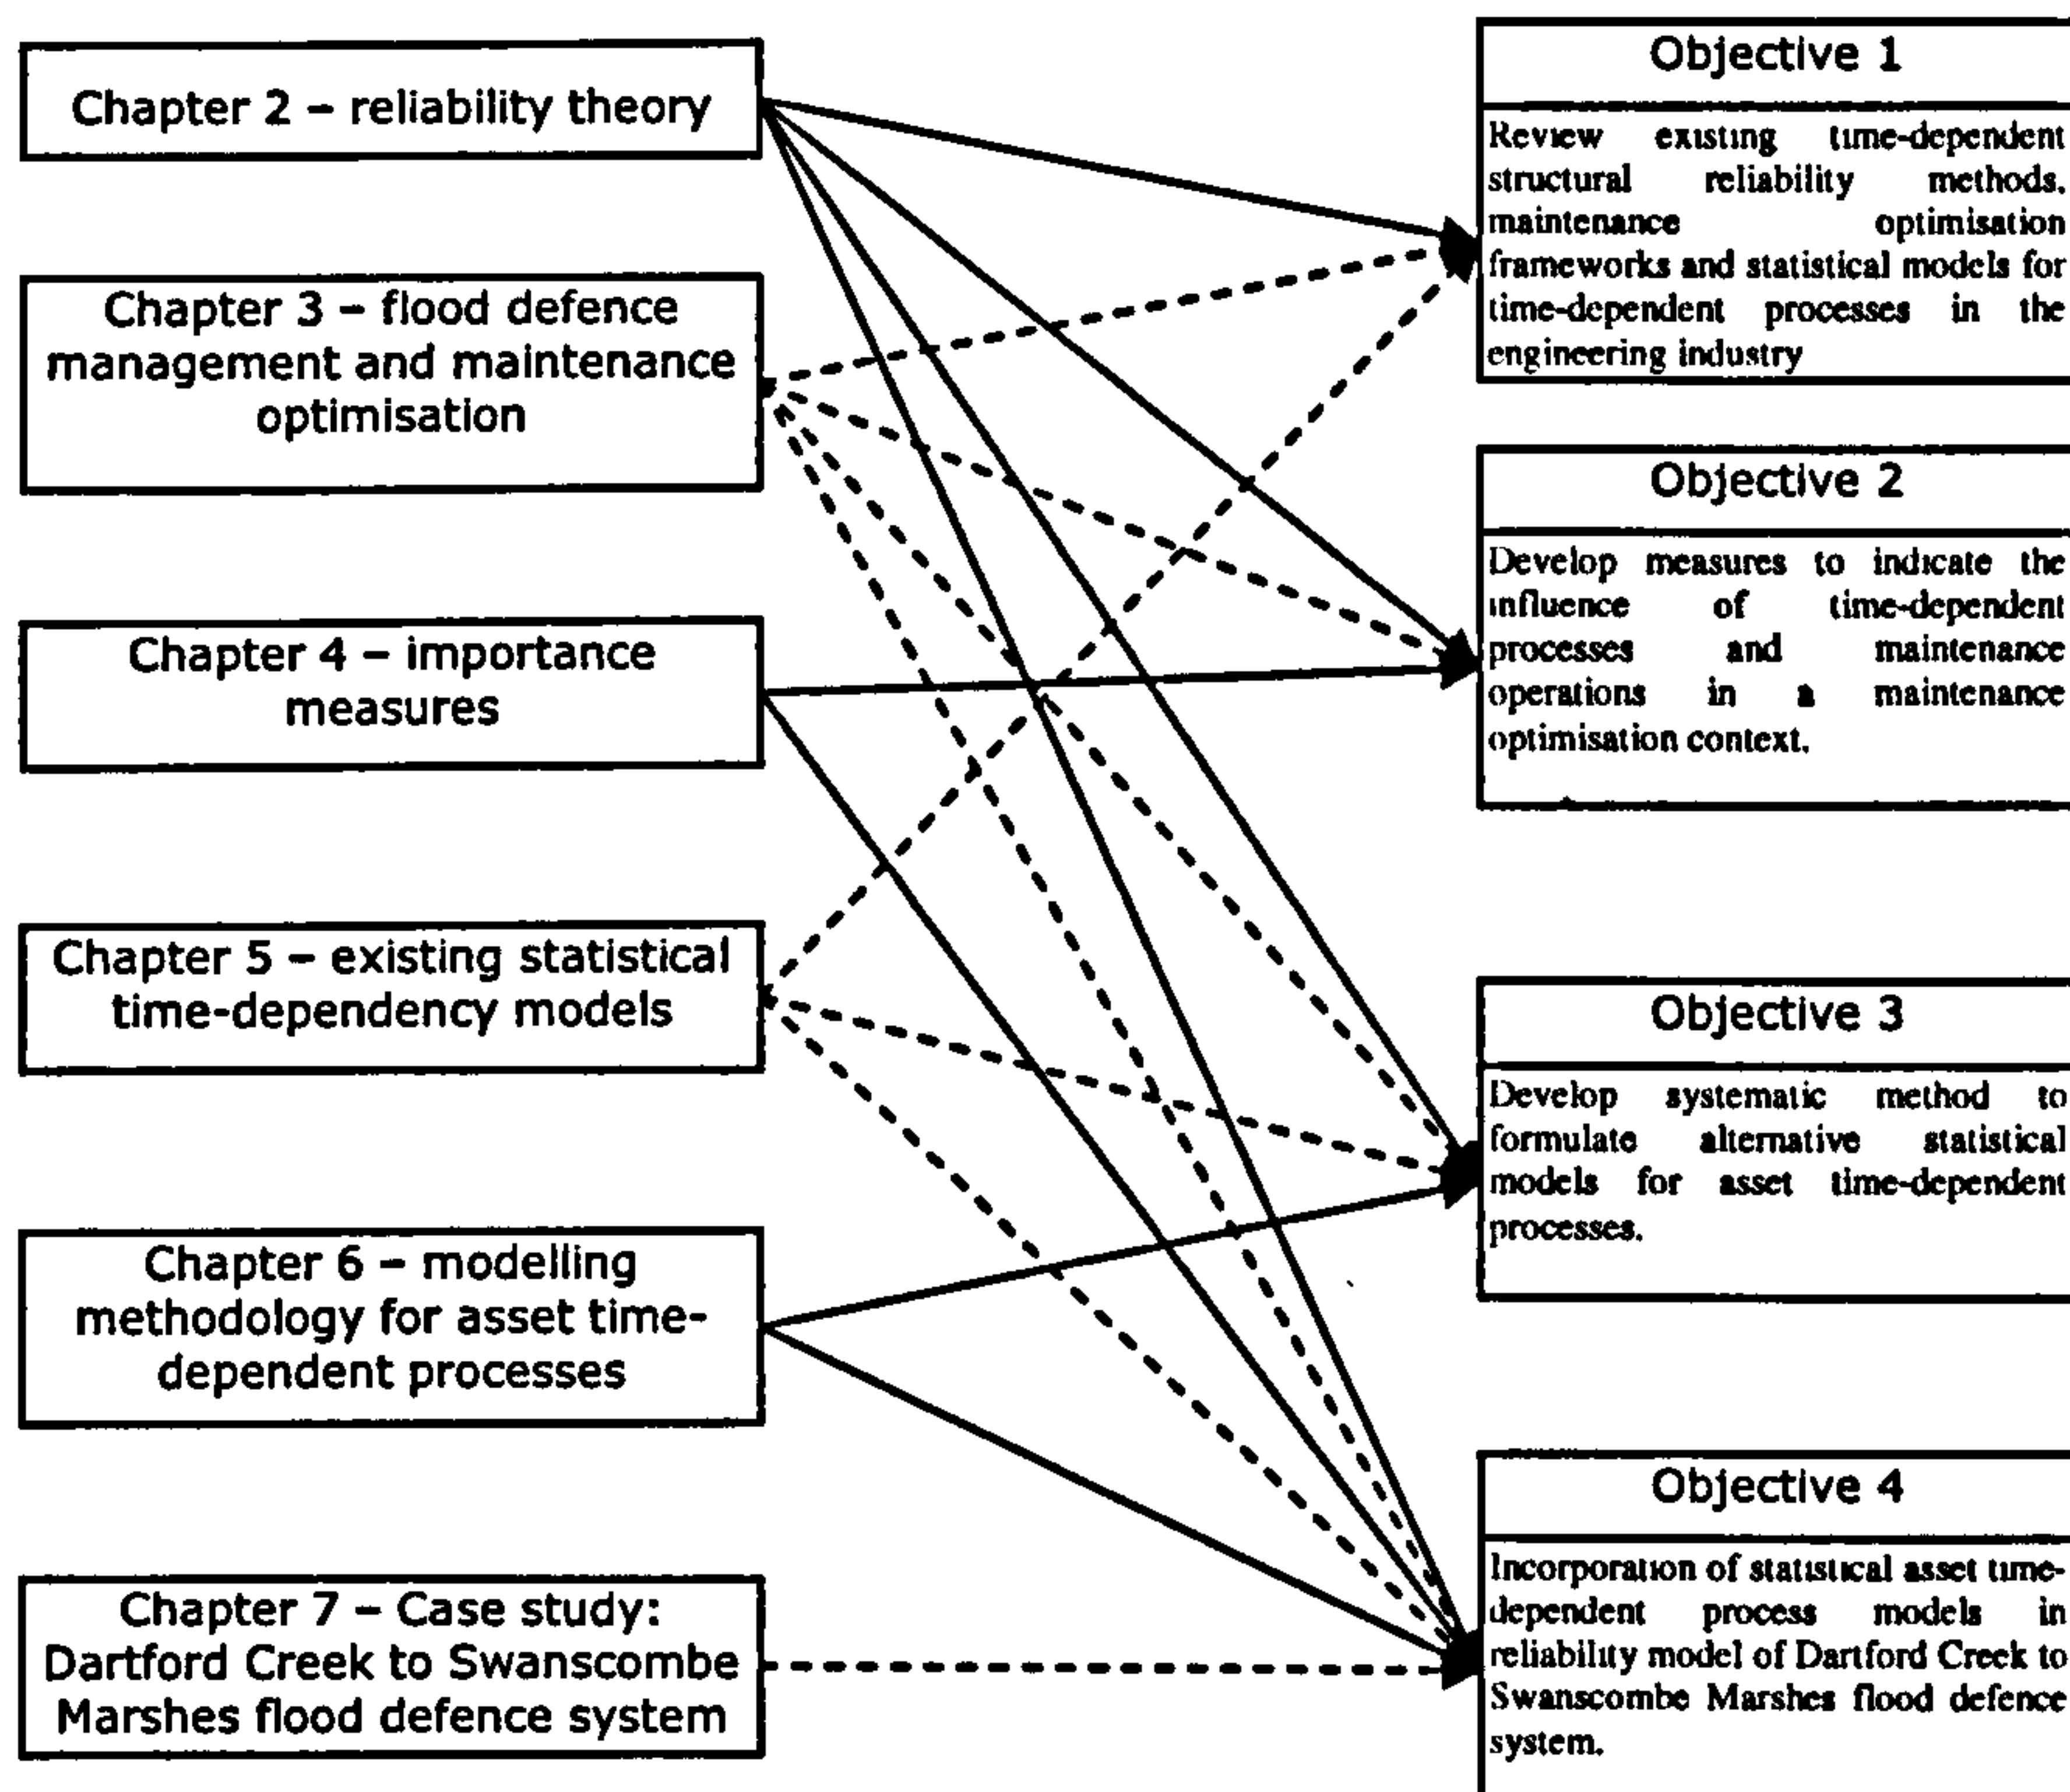 Chapter 2 – reliability theory
Chapter 3 – flood defence
management and maintenance
optimisation
Chapter 4 – importance
measures
Chapter 5 – existing statistical
time-dependency models
Chapter 6 – modelling
methodology for asset time-
dependent processes
Chapter 7 – Case study:
Dartford Creek to Swanscombe
Marshes flood defence system
Objective 1
Review existing time-dependent
structural reliability methods,
maintenance optimisation
frameworks and statistical models for
time-dependent processes in the
engineering industry
Objective 2
Develop measures to indicate the
influence of time-dependent
processes and maintenance
operations in a maintenance
optimisation context.
Objective 3
Develop systematic method to
formulate alternative statistical
models for asset time-dependent
processes.
Objective 4
Incorporation of statistical asset time-
dependent process models in
reliability model of Dartford Creek to
Swanscombe Marshes flood defence
system.